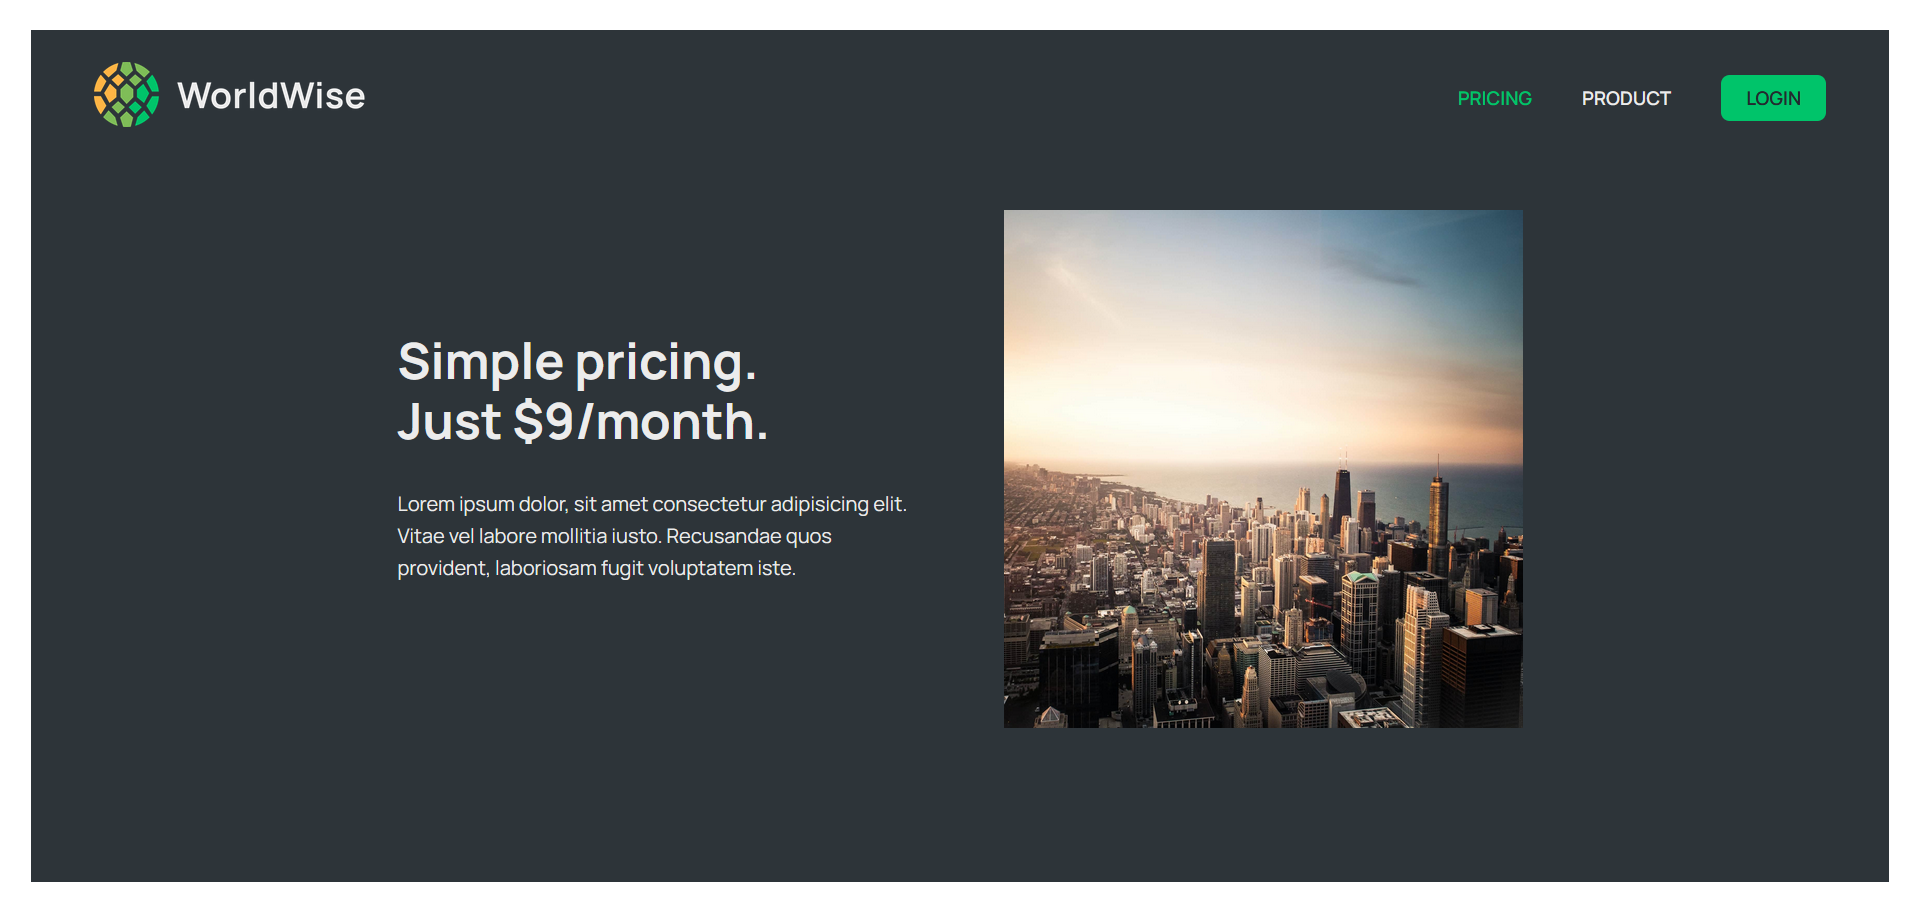 WorldWise
PRICING
PRODUCT
LOGIN
Simple pricing.
Just $9/month.
Lorem ipsum dolor, sit amet consectetur adipisicing elit.
Vitae vel labore mollitia iusto. Recusandae quos
provident, laboriosam fugit voluptatem iste.